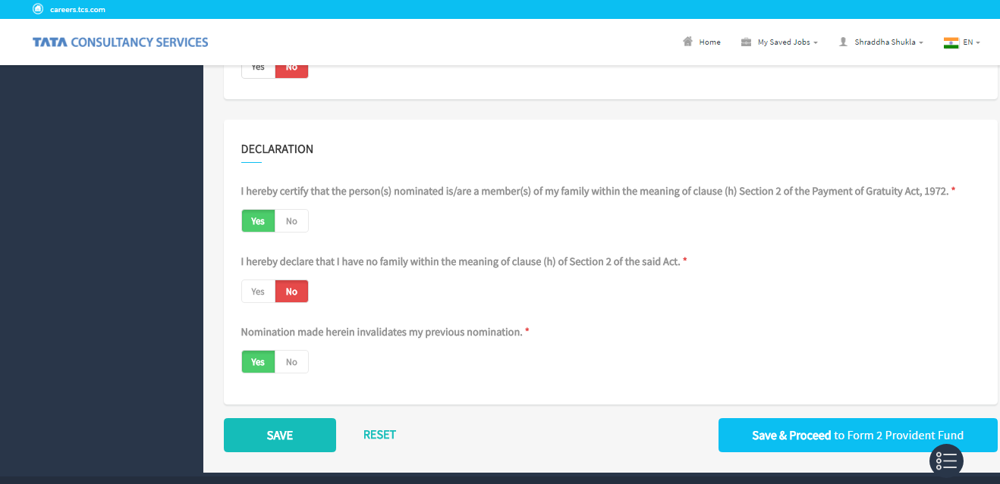 careers.tcs.com
TATA CONSULTANCY SERVICES
Home
My Saved Jobs
Shraddha Shukla
EN
Yes No
DECLARATION
I hereby certify that the person(s) nominated is/are a member(s) of my family within the meaning of clause (h) Section 2 of the Payment of Gratuity Act, 1972. *
Yes No
I hereby declare that I have no family within the meaning of clause (h) of Section 2 of the said Act. *
Yes No
Nomination made herein invalidates my previous nomination. *
Yes No
SAVE
RESET
Save & Proceed to Form 2 Provident Fund